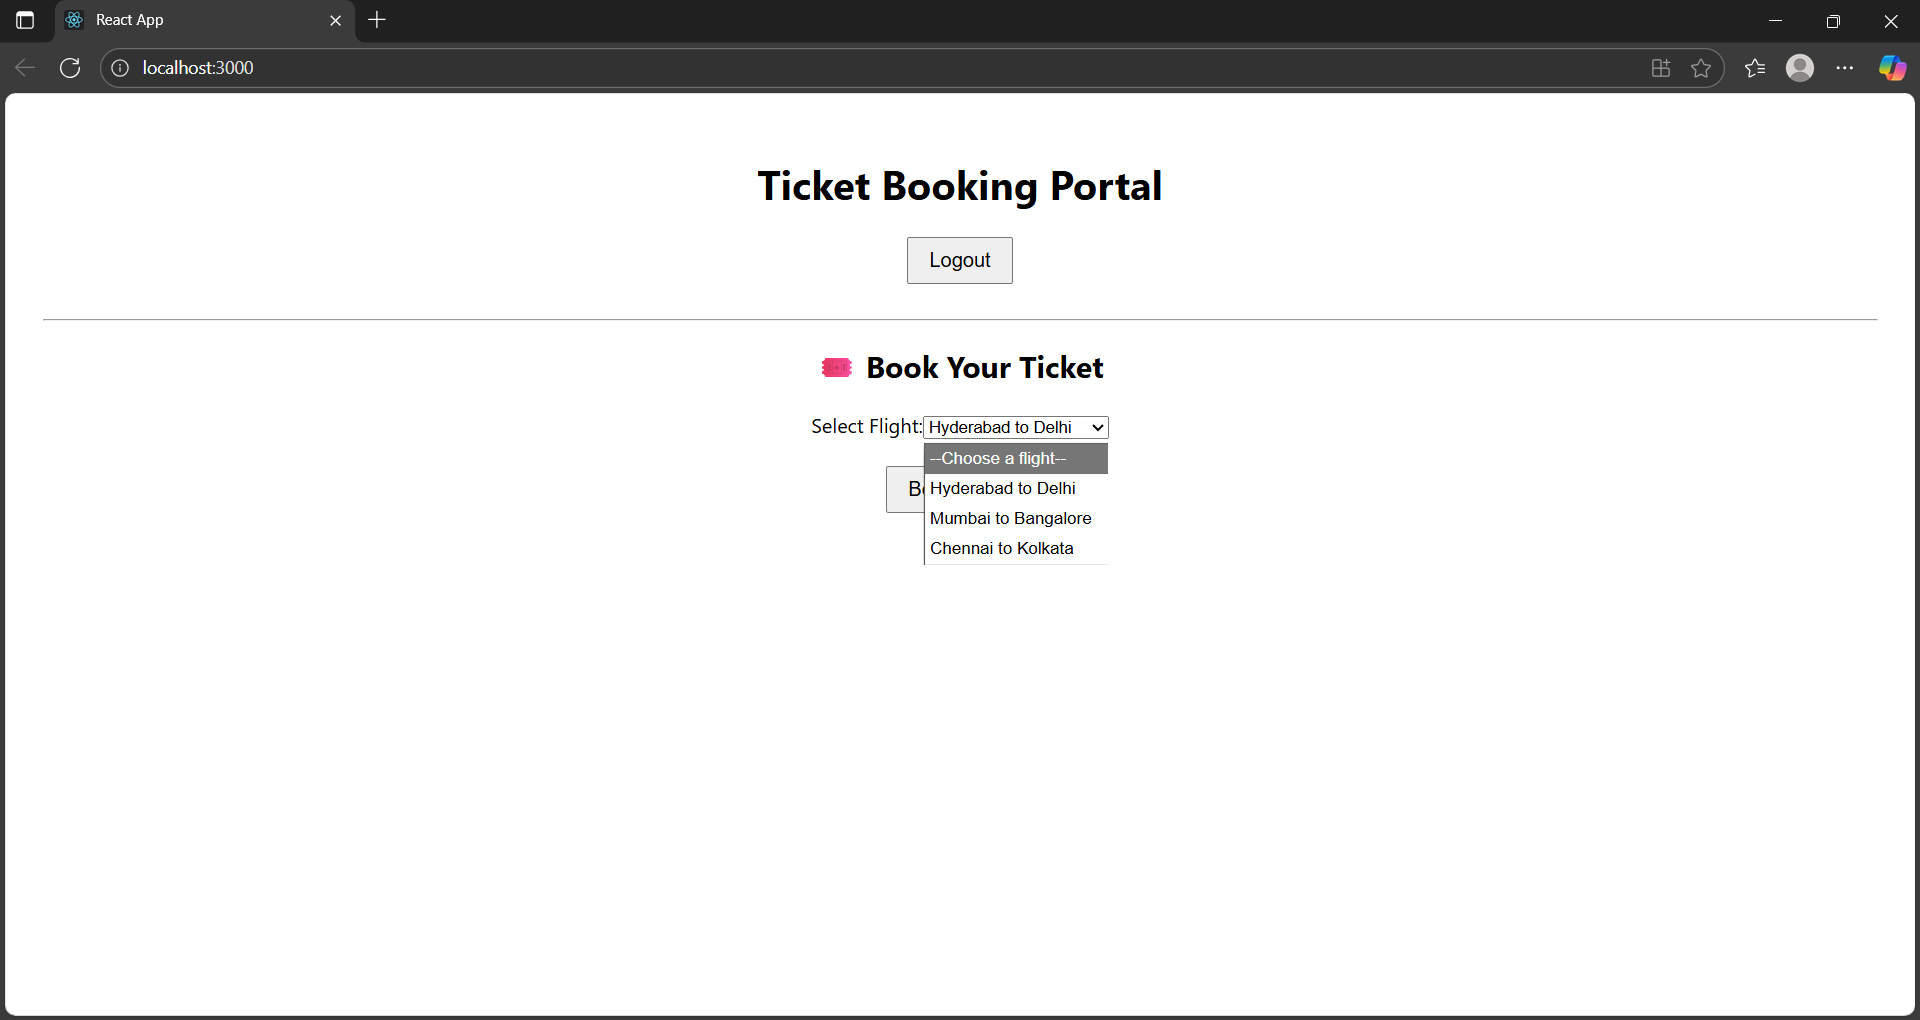 React App
localhost:3000
Ticket Booking Portal
Logout
Book Your Ticket
Select Flight: Hyderabad to Delhi
--Choose a flight--
Hyderabad to Delhi
Mumbai to Bangalore
Chennai to Kolkata